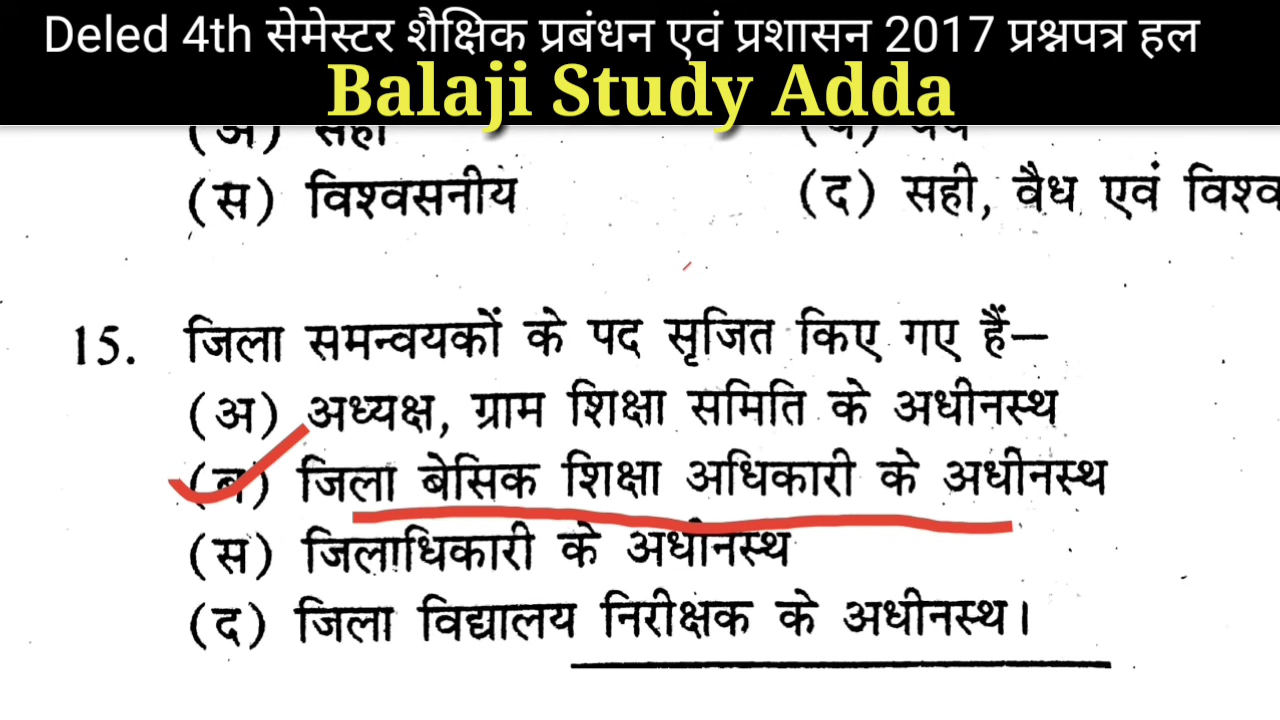 Deled 4th सेमेस्टर शैक्षिक प्रबंधन एवं प्रशासन 2017 प्रश्नपत्र हल
Balaji Study Adda
(अ) सही
(स) विश्वसनीय (द) सही, वैध एवं विश्व
15. जिला समन्वयकों के पद सृजित किए गए हैं—
(अ) अध्यक्ष, ग्राम शिक्षा समिति के अधीनस्थ
(ब) जिला बेसिक शिक्षा अधिकारी के अधीनस्थ
(स) जिलाधिकारी के अधीनस्थ
(द) जिला विद्यालय निरीक्षक के अधीनस्थ।